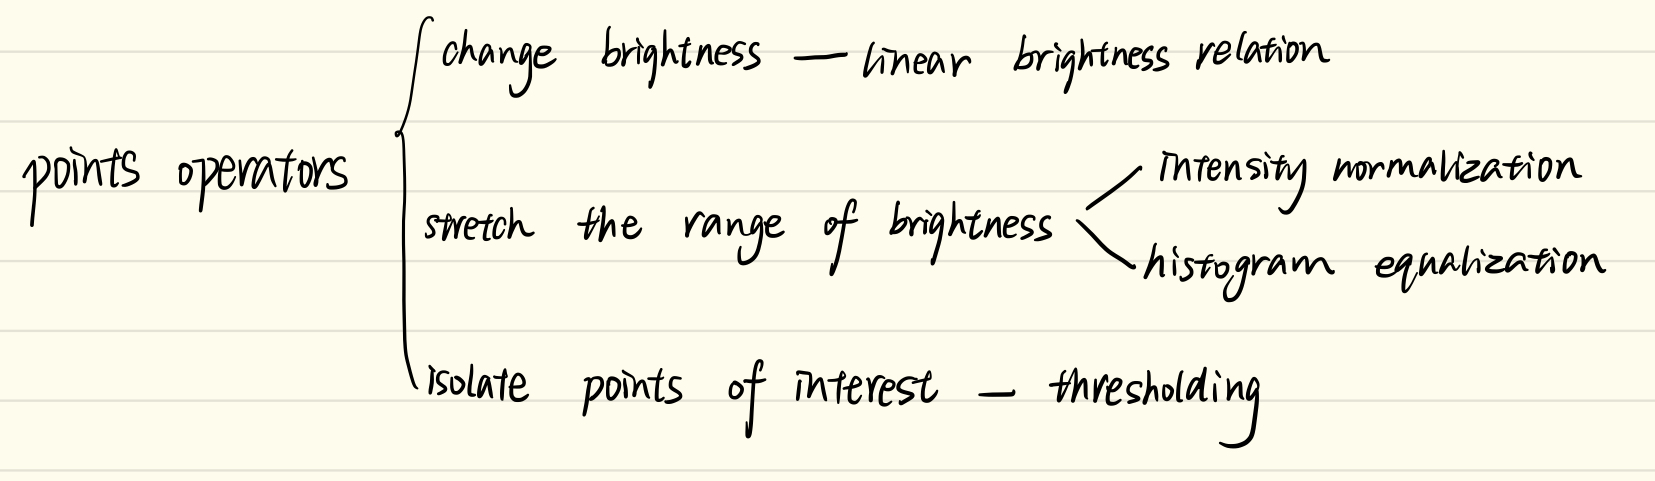 change brightness — linear brightness relation
points operators
intensity normalization
stretch the range of brightness
histogram equalization
isolate points of interest — thresholding